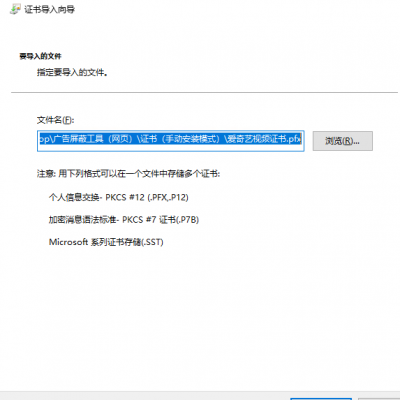 证书导入向导
要导入的文件
指定要导入的文件。
文件名(F):
op\广告屏蔽工具（网页）\证书（手动安装模式）\爱奇艺视频证书.pfx
浏览(R)...
注意: 用下列格式可以在一个文件中存储多个证书:
个人信息交换- PKCS #12 (.PFX,.P12)
加密消息语法标准- PKCS #7 证书(.P7B)
Microsoft 系列证书存储(.SST)